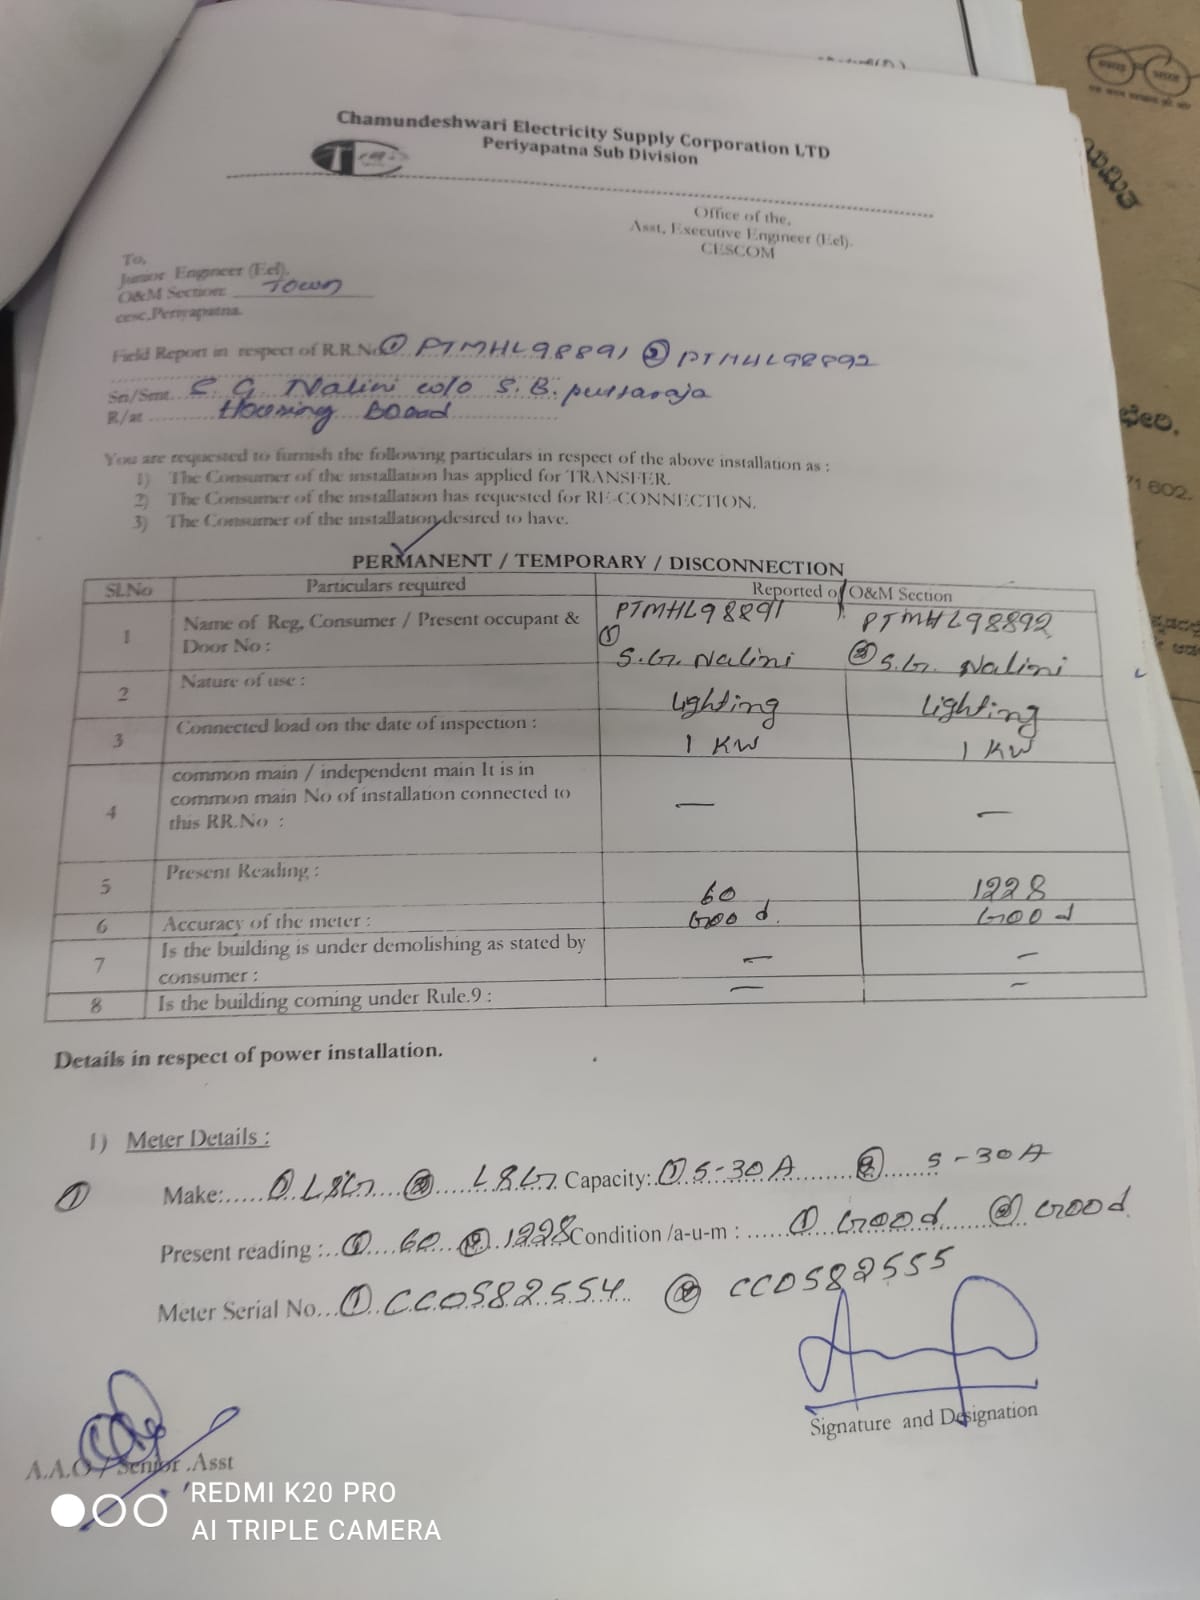 Chamundeshwari Electricity Supply Corporation LTD
Periyapatna Sub Division
Office of the,
Asst, Executive Engineer (Eel).
CESCOM
To,
Junior Engineer (Eel).
O&M Section: Town
cesc,Periyapatna.
Field Report in respect of R.R.No ① PTMHL98891 ② PTMHL98892
Sri/Smt. S. G. Nalini w/o S. B. puttaraja
R/at Housing Board
You are requested to furnish the following particulars in respect of the above installation as :
1) The Consumer of the installation has applied for TRANSFER.
2) The Consumer of the installation has requested for RE-CONNECTION.
3) The Consumer of the installation desired to have.
PERMANENT / TEMPORARY / DISCONNECTION
Sl.No Particulars required Reported of O&M Section
1 Name of Reg, Consumer / Present occupant & Door No : PTMHL98891 ① S.G. Nalini PTMHL98892 ② S.G. Nalini
2 Nature of use : Lighting Lighting
3 Connected load on the date of inspection : 1 KW 1 KW
4 common main / independent main It is in
common main No of installation connected to
this RR.No : — —
5 Present Reading : 60 1228
6 Accuracy of the meter : Good. Good
7 Is the building is under demolishing as stated by
consumer : — —
8 Is the building coming under Rule.9 : — —
Details in respect of power installation.
1) Meter Details :
① Make:..... ① L&G ② L&G Capacity: ① 5-30A ② 5-30A
Present reading :.. ① 60 ② 1228 Condition /a-u-m : ① Good ② Good
Meter Serial No... ① CC0582554 ② CC0582555
Signature and Designation
A.A.O / Senior .Asst
REDMI K20 PRO
AI TRIPLE CAMERA